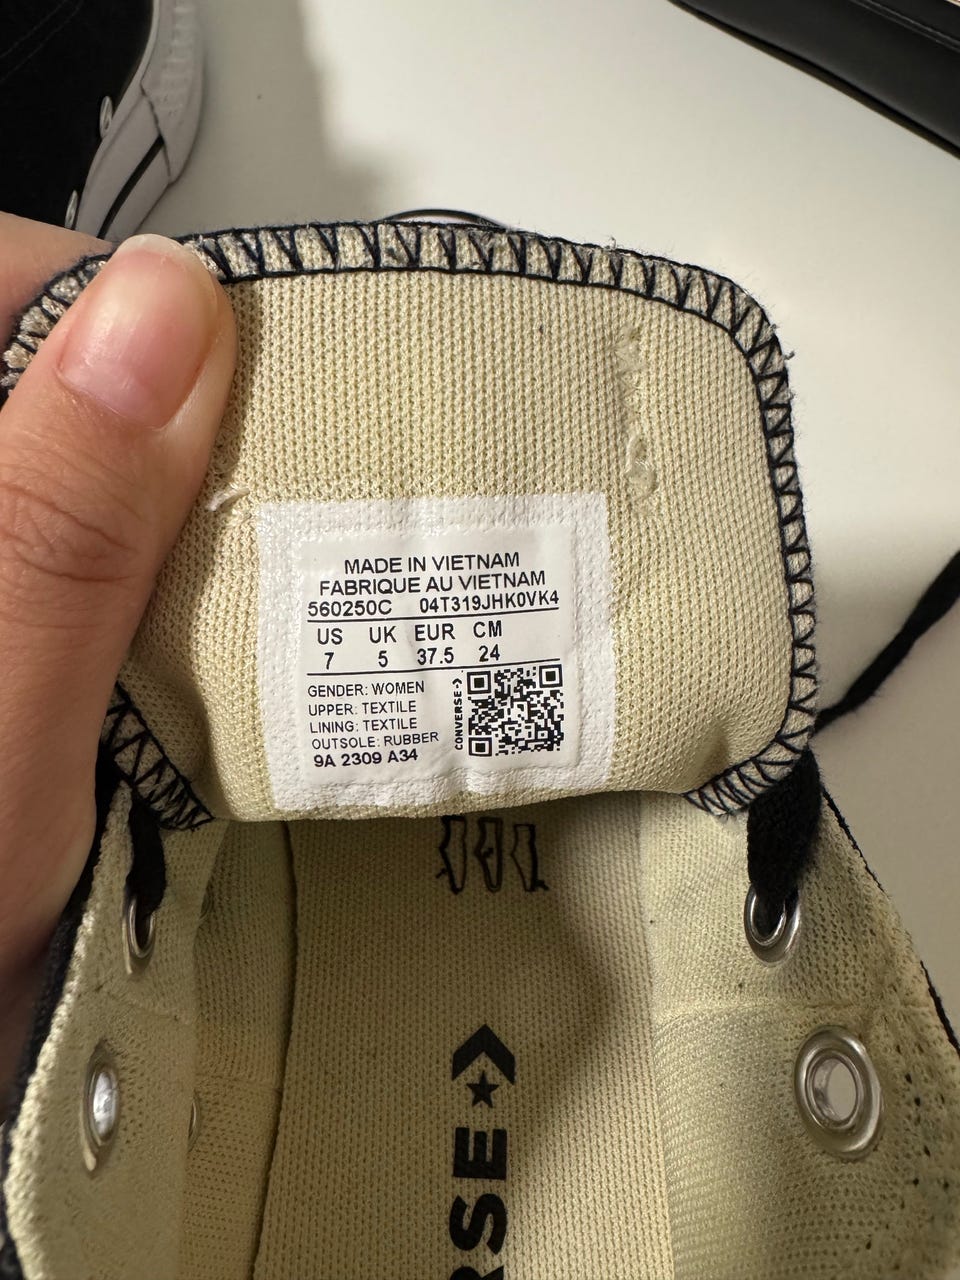 MADE IN VIETNAM
FABRIQUE AU VIETNAM
560250C 04T319JHK0VK4
US UK EUR CM
7 5 37.5 24
GENDER: WOMEN
UPPER: TEXTILE
LINING: TEXTILE
OUTSOLE: RUBBER
9A 2309 A34
CONVERSE
RSE